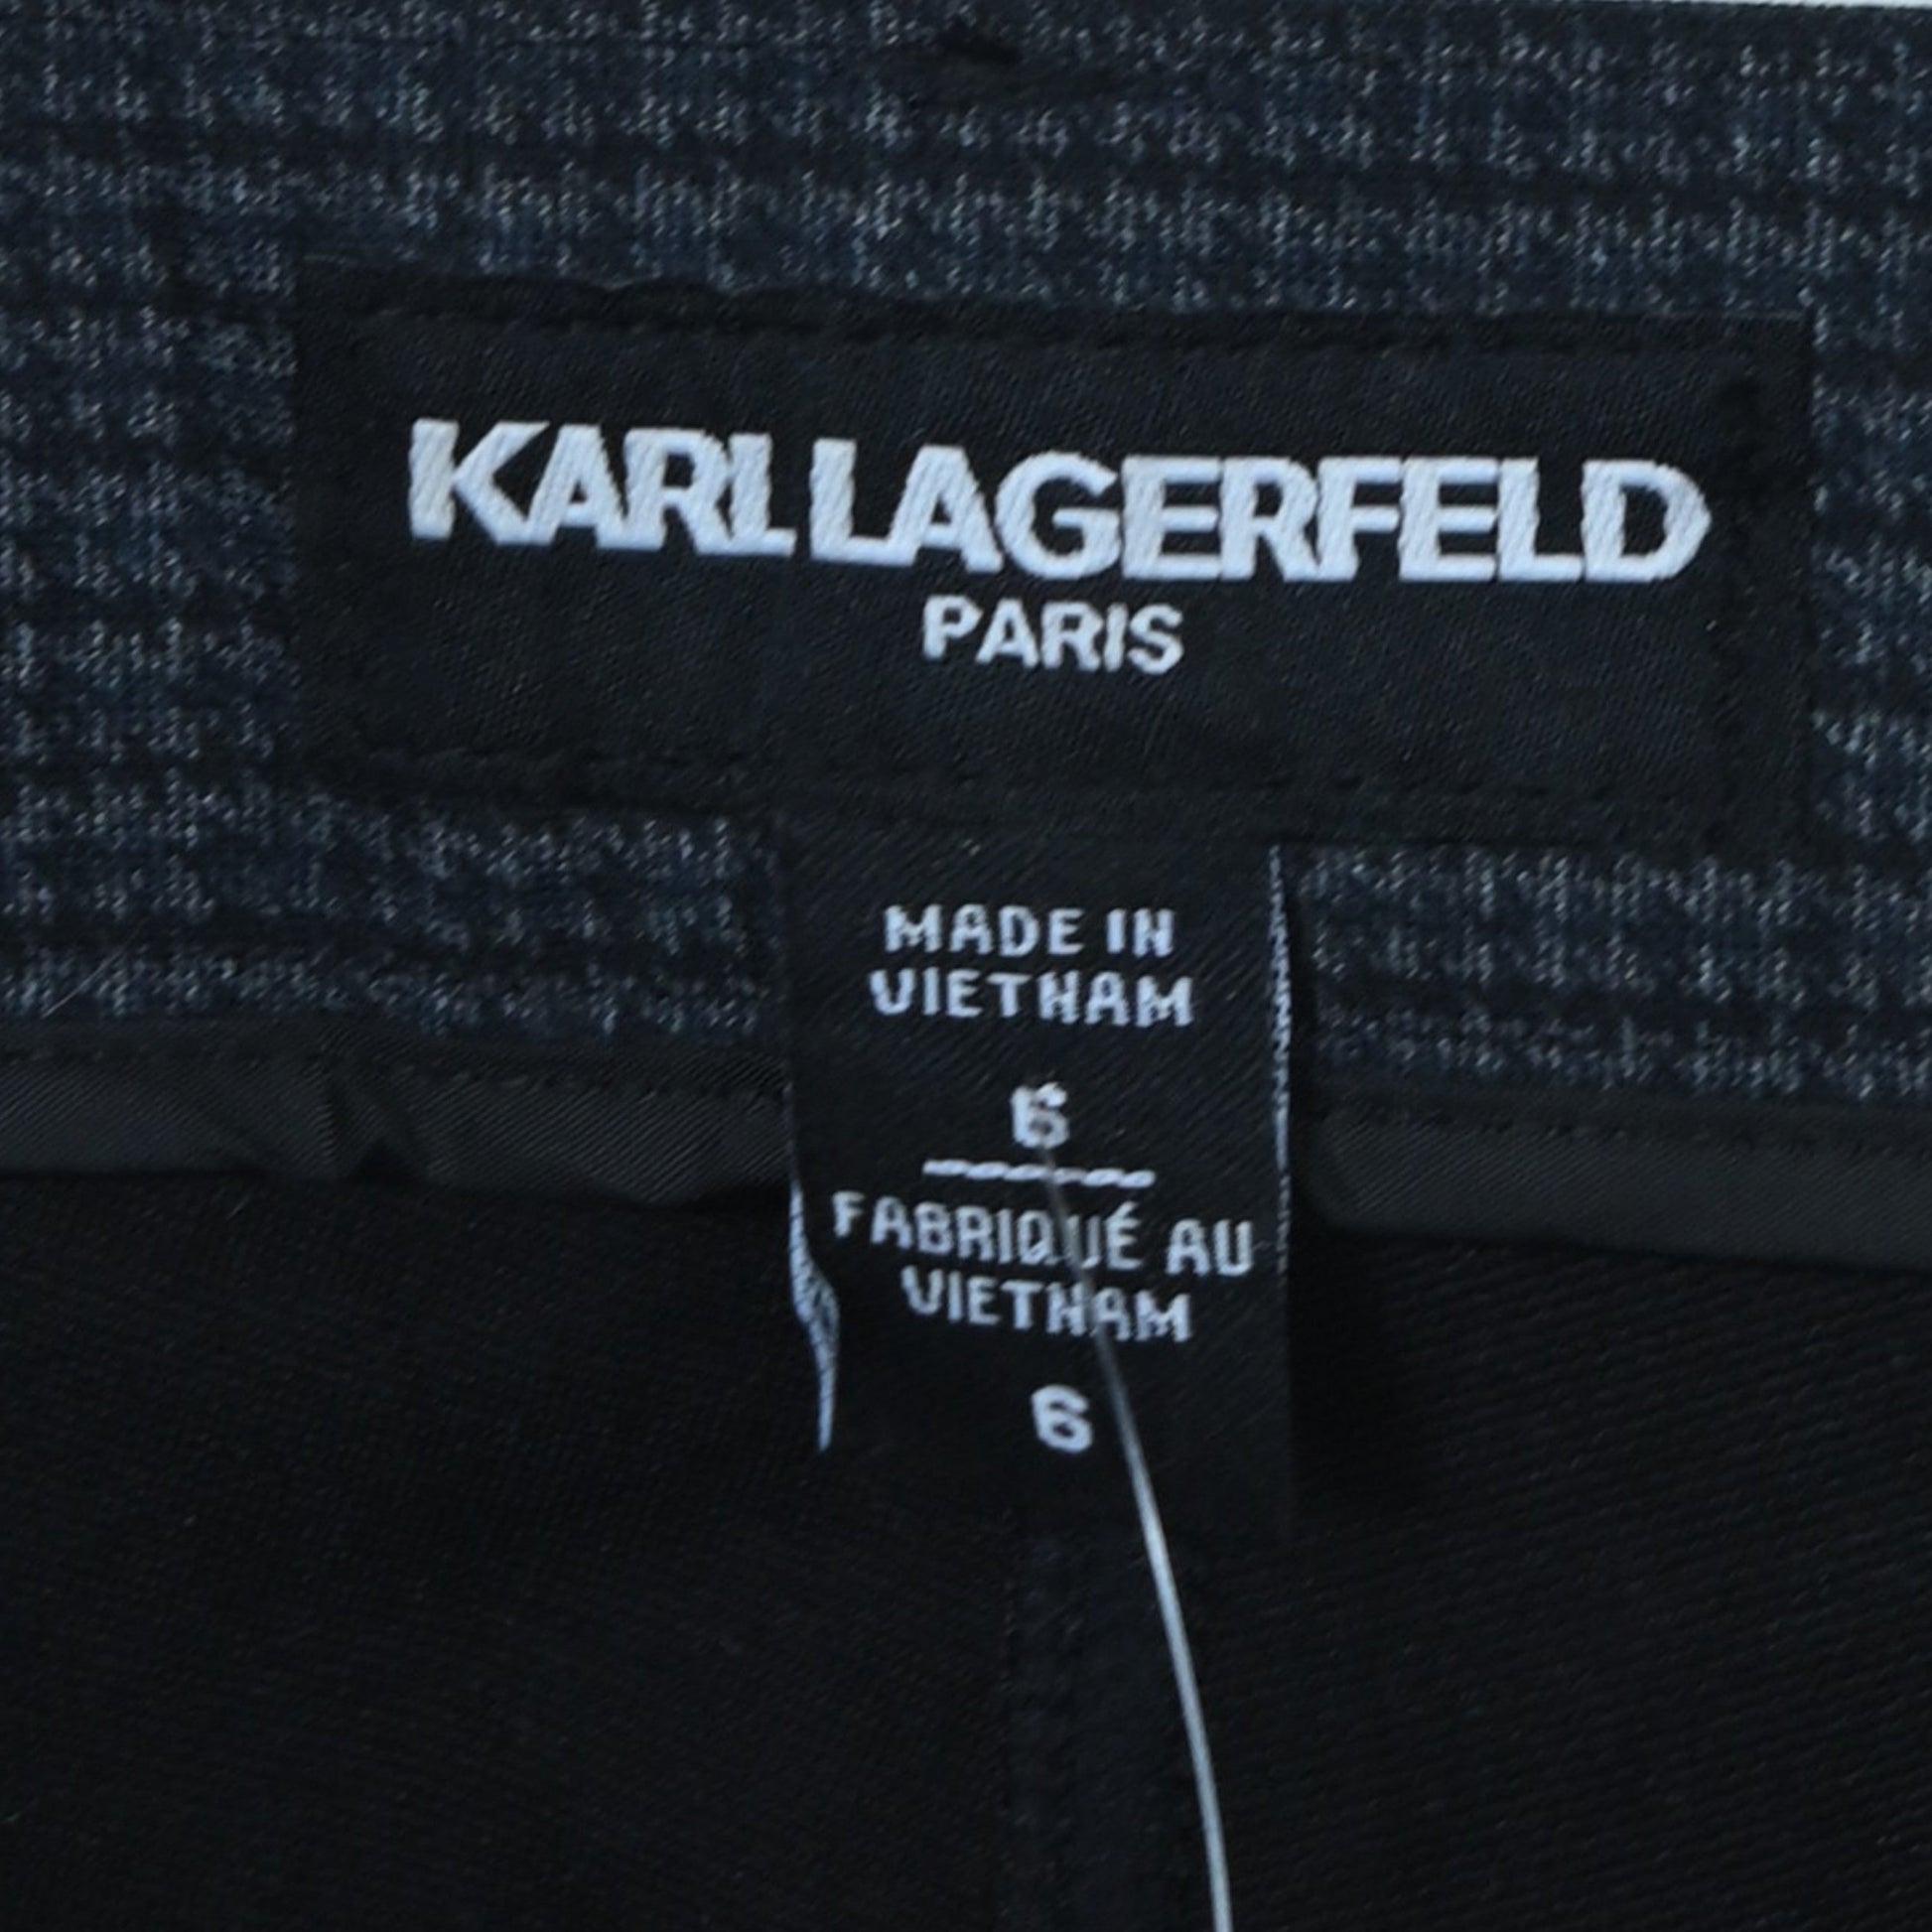 KARL LAGERFELD
PARIS
MADE IN
VIETNAM
6
FABRIQUÉ AU
VIETNAM
6